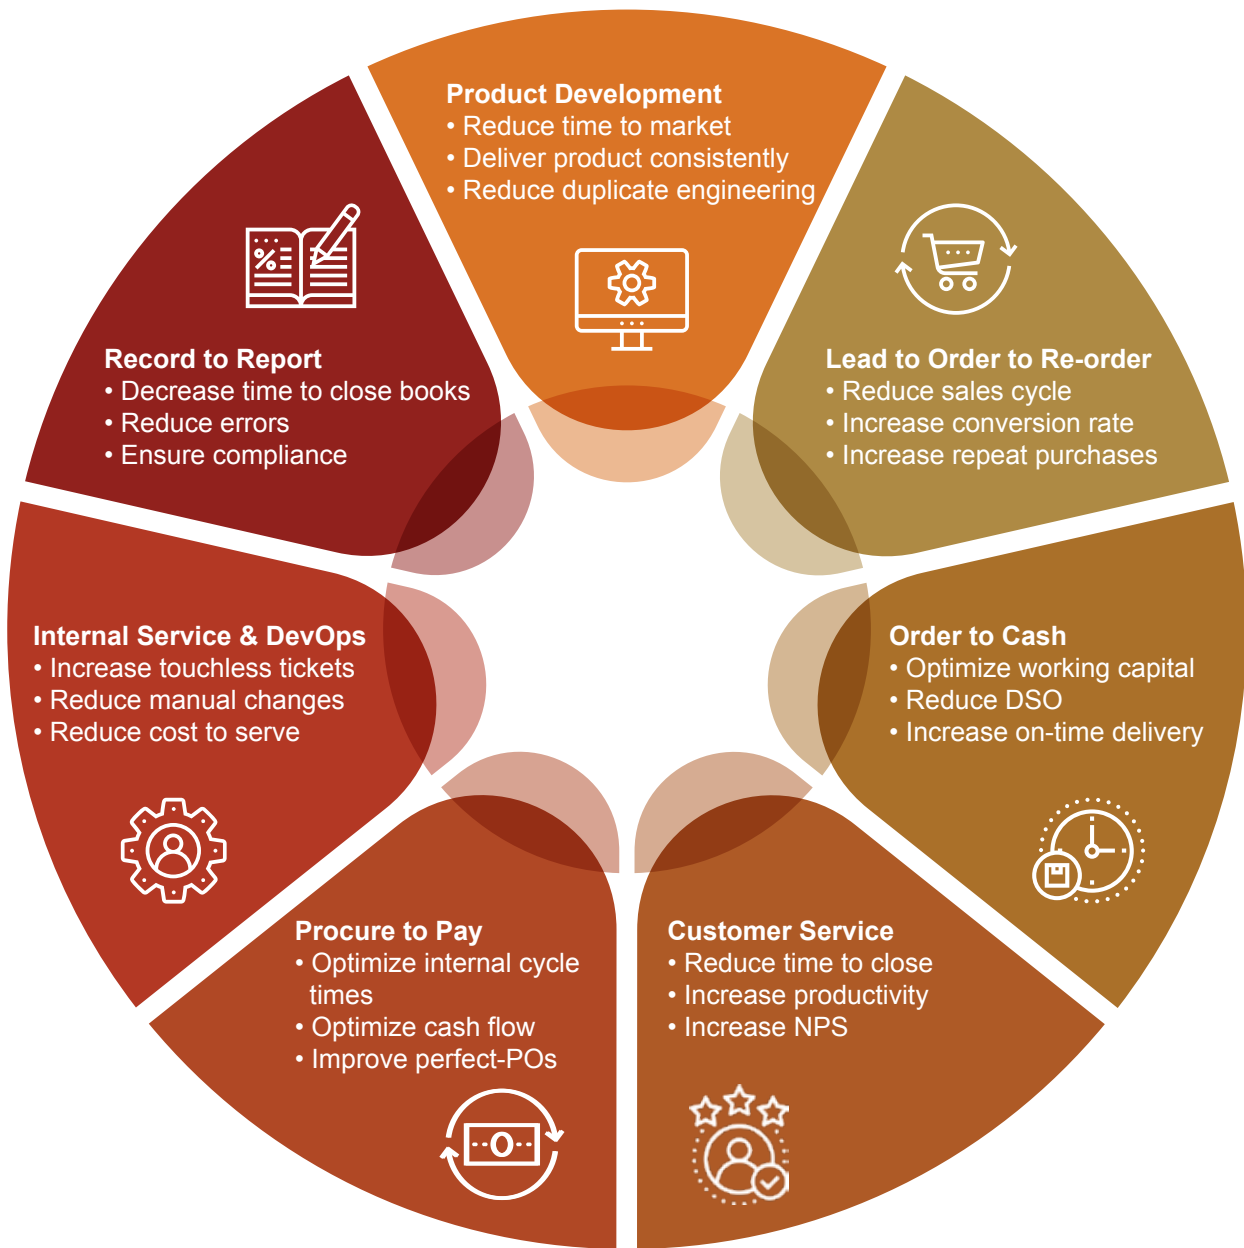 Product Development
• Reduce time to market
• Deliver product consistently
• Reduce duplicate engineering
Lead to Order to Re-order
• Reduce sales cycle
• Increase conversion rate
• Increase repeat purchases
Order to Cash
• Optimize working capital
• Reduce DSO
• Increase on-time delivery
Customer Service
• Reduce time to close
• Increase productivity
• Increase NPS
Procure to Pay
• Optimize internal cycle
times
• Optimize cash flow
• Improve perfect-POs
Internal Service & DevOps
• Increase touchless tickets
• Reduce manual changes
• Reduce cost to serve
Record to Report
• Decrease time to close books
• Reduce errors
• Ensure compliance